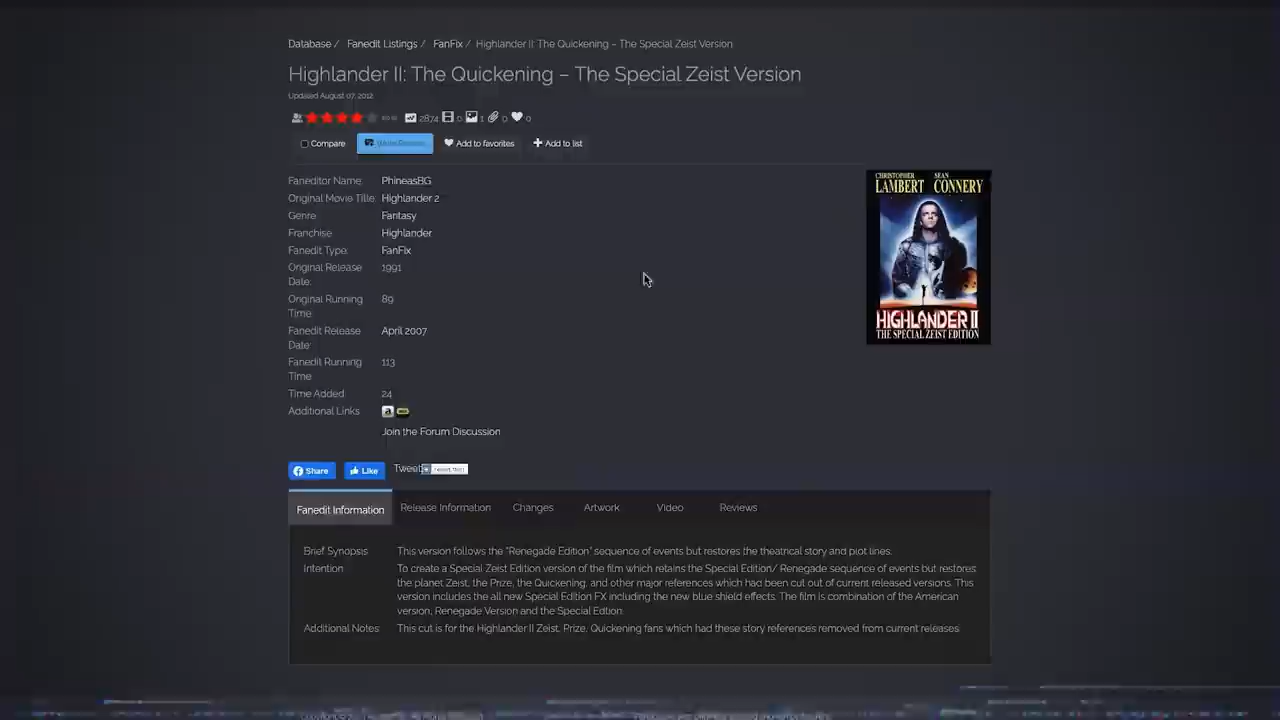 Database / Fanedit Listings / FanFix / Highlander II: The Quickening – The Special Zeist Version
Highlander II: The Quickening – The Special Zeist Version
Updated August 07, 2012
2874 0 1 0 0
Compare
Add to favorites
Add to list
Faneditor Name: PhineasBG
Original Movie Title: Highlander 2
Genre: Fantasy
Franchise Highlander
Fanedit Type: FanFix
Original Release Date: 1991
Original Running Time 89
Fanedit Release Date: April 2007
Fanedit Running Time 113
Time Added: 24
Additional Links
Join the Forum Discussion
CHRISTOPHER LAMBERT SEAN CONNERY
HIGHLANDER II
THE SPECIAL ZEIST EDITION
Share Like Tweet
Fanedit Information Release Information Changes Artwork Video Reviews
Brief Synopsis This version follows the "Renegade Edition" sequence of events but restores the theatrical story and plot lines.
Intention To create a Special Zeist Edition version of the film which retains the Special Edition/ Renegade sequence of events but restores
the planet Zeist, the Prize, the Quickening, and other major references which had been cut out of current released versions. This
version includes the all new Special Edition FX including the new blue shield effects. The film is combination of the American
version, Renegade Version and the Special Edtion.
Additional Notes This cut is for the Highlander II Zeist, Prize, Quickening fans which had these story references removed from current releases.